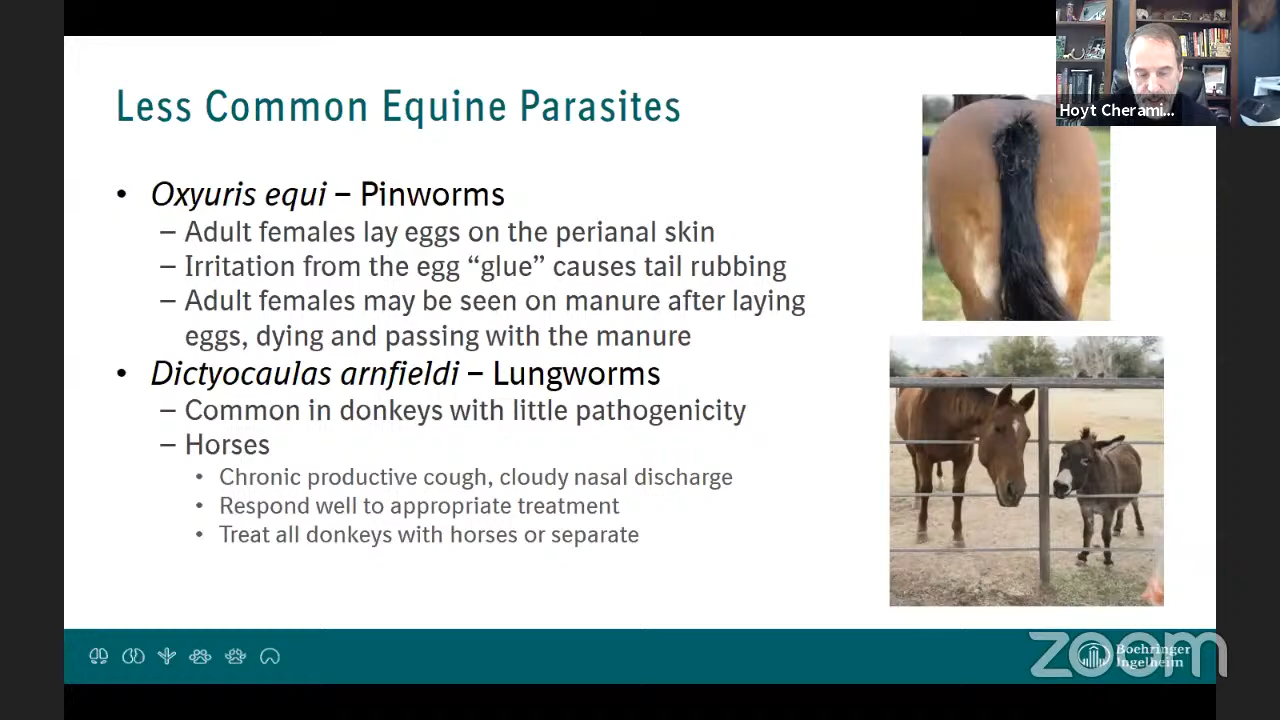 Less Common Equine Parasites
Hoyt Cherami...
• Oxyuris equi – Pinworms
– Adult females lay eggs on the perianal skin
– Irritation from the egg “glue” causes tail rubbing
– Adult females may be seen on manure after laying
eggs, dying and passing with the manure
• Dictyocaulas arnfieldi – Lungworms
– Common in donkeys with little pathogenicity
– Horses
• Chronic productive cough, cloudy nasal discharge
• Respond well to appropriate treatment
• Treat all donkeys with horses or separate
zoom
Boehringer
Ingelheim